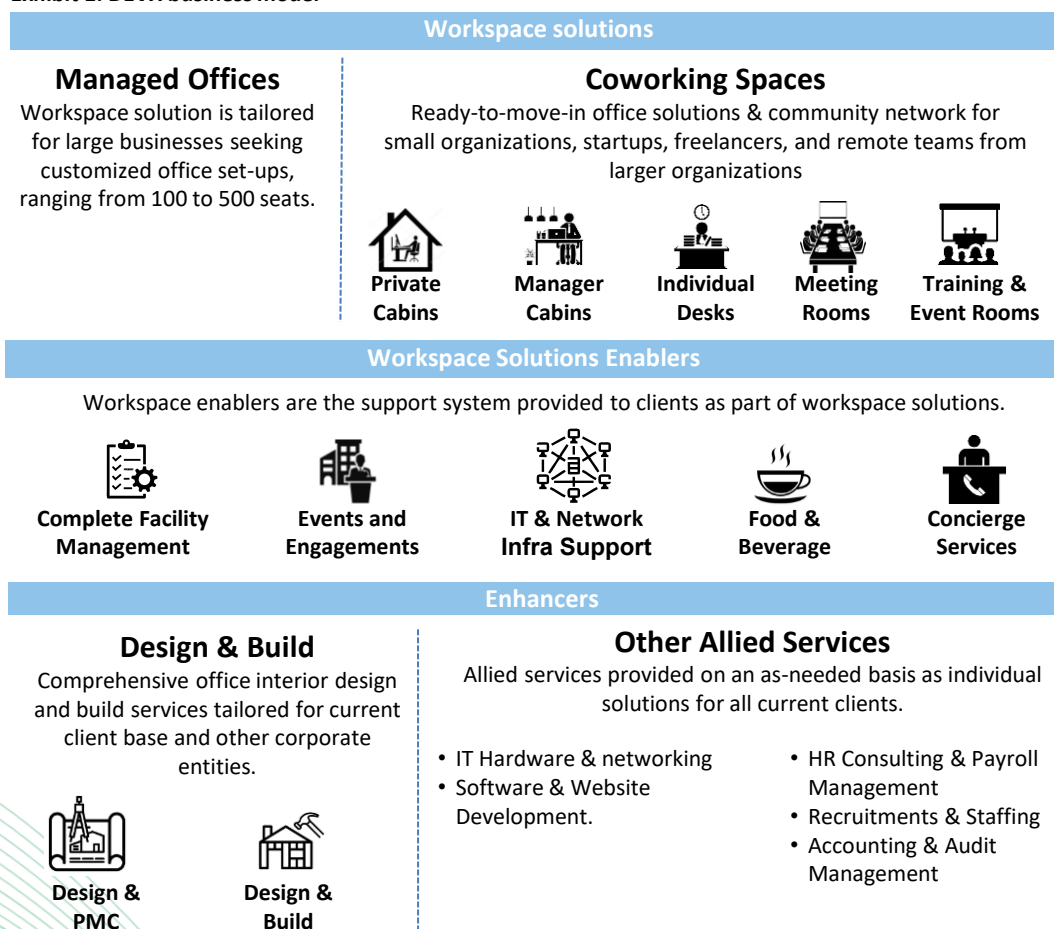 Workspace solutions
Managed Offices
Workspace solution is tailored
for large businesses seeking
customized office set-ups,
ranging from 100 to 500 seats.
Coworking Spaces
Ready-to-move-in office solutions & community network for
small organizations, startups, freelancers, and remote teams from
larger organizations
Private
Cabins
Manager
Cabins
Individual
Desks
Meeting
Rooms
Training &
Event Rooms
Workspace Solutions Enablers
Workspace enablers are the support system provided to clients as part of workspace solutions.
Complete Facility
Management
Events and
Engagements
IT & Network
Infra Support
Food &
Beverage
Concierge
Services
Enhancers
Design & Build
Comprehensive office interior design
and build services tailored for current
client base and other corporate
entities.
Design &
PMC
Design &
Build
Other Allied Services
Allied services provided on an as-needed basis as individual
solutions for all current clients.
• IT Hardware & networking
• Software & Website
Development.
• HR Consulting & Payroll
Management
• Recruitments & Staffing
• Accounting & Audit
Management